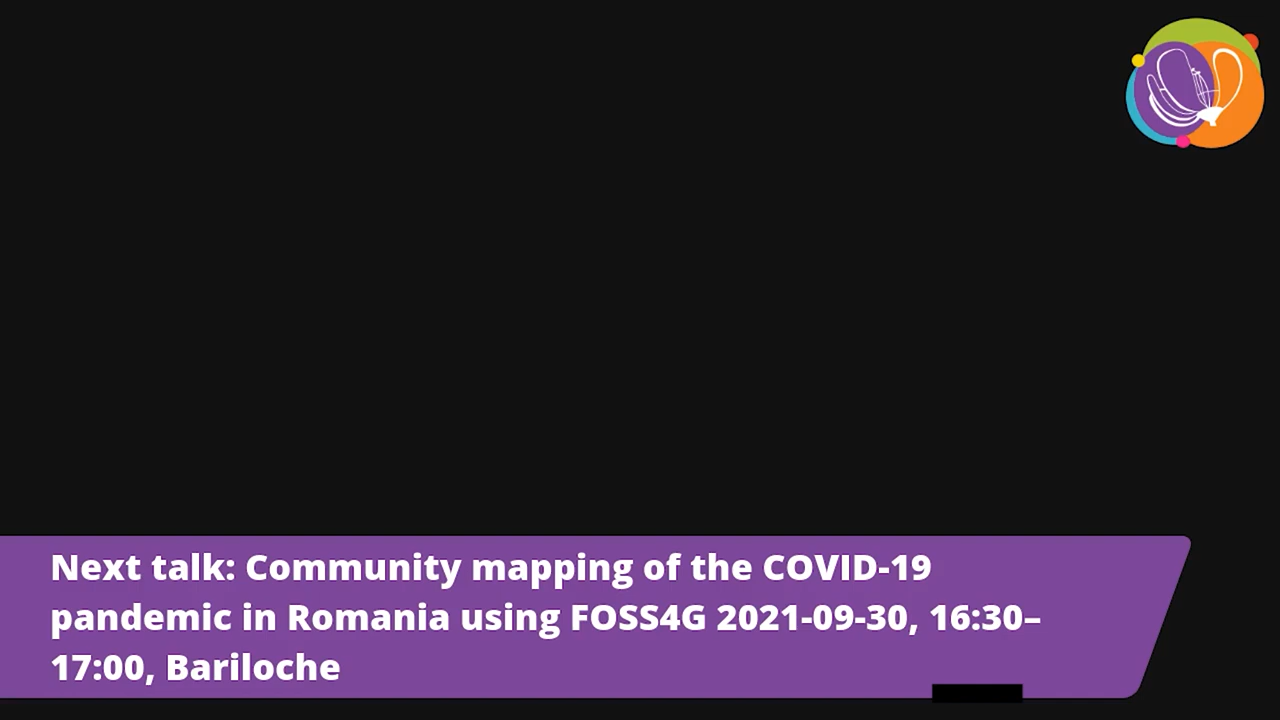 Next talk: Community mapping of the COVID-19
pandemic in Romania using FOSS4G 2021-09-30, 16:30–
17:00, Bariloche